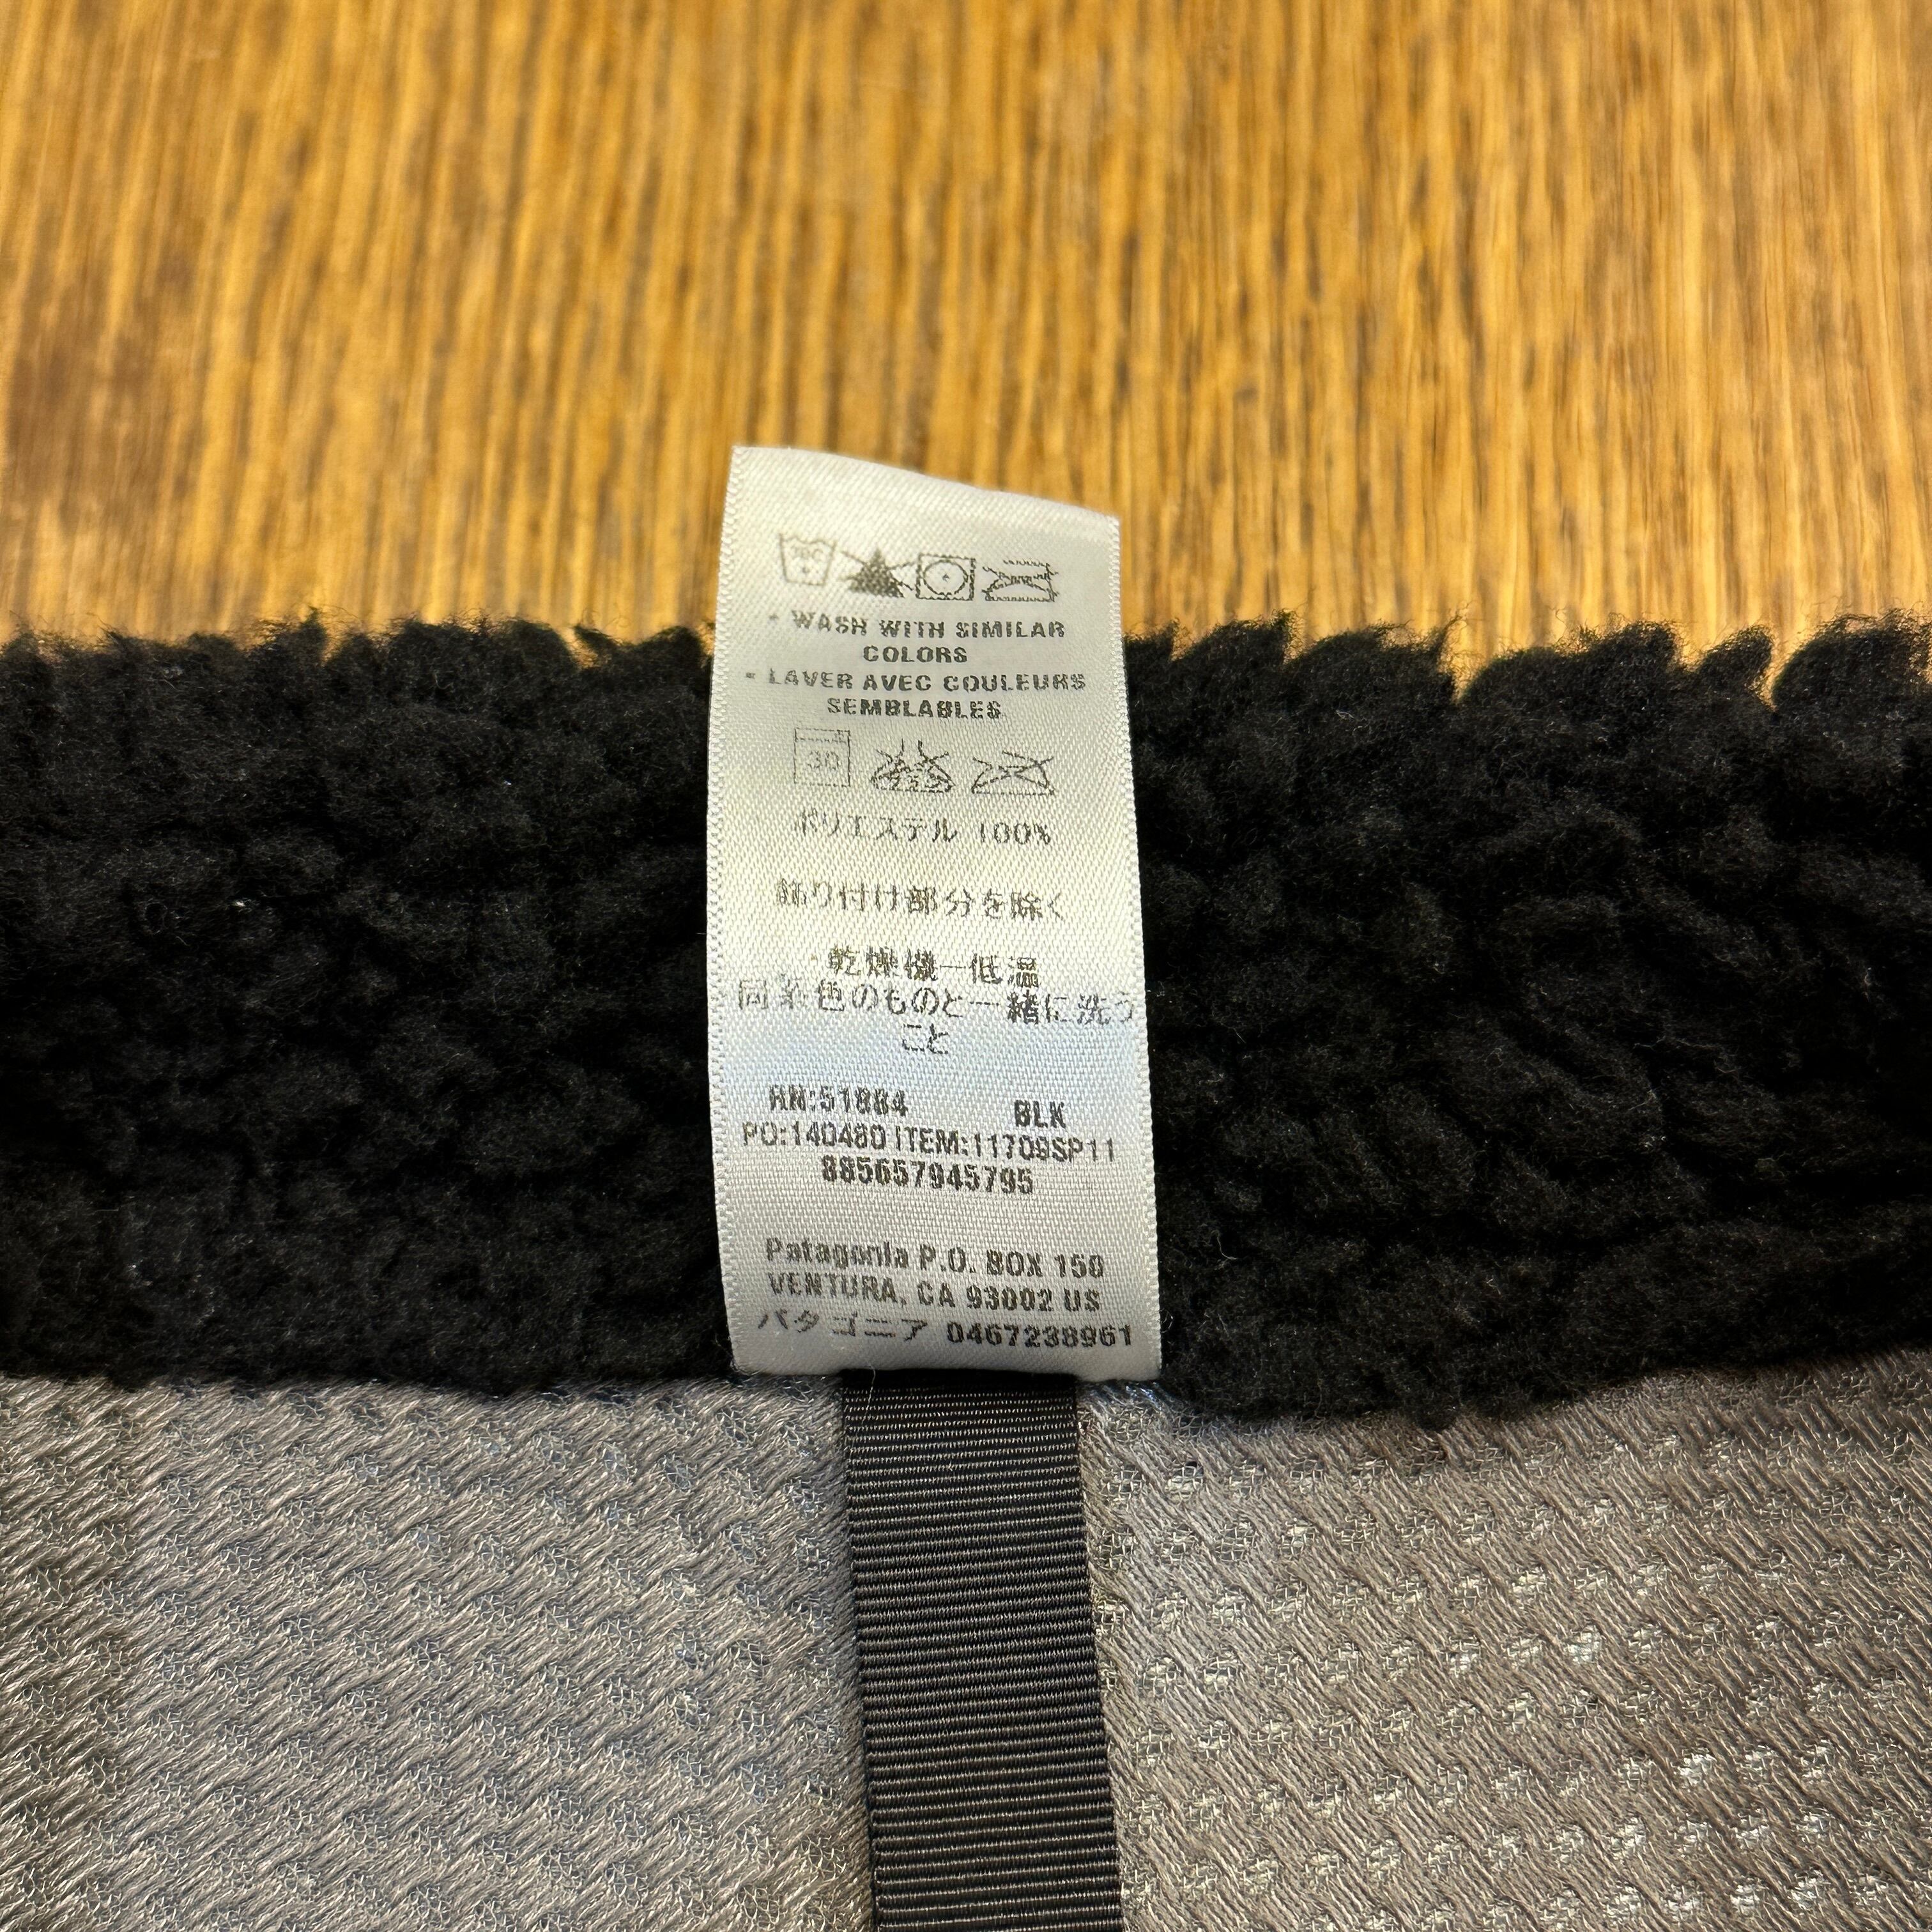 • WASH WITH SIMILAR
COLORS
• LAVER AVEC COULEURS
SEMBLABLES
30
ポリエステル 100%
飾り付け部分を除く
・乾燥機ー低温
同系色のものと一緒に洗う
こと
RN:51884 BLK
PO:140480 ITEM:11709SP11
885657945795
Patagonia P.O. BOX 150
VENTURA, CA 93002 US
パタゴニア 0467238961